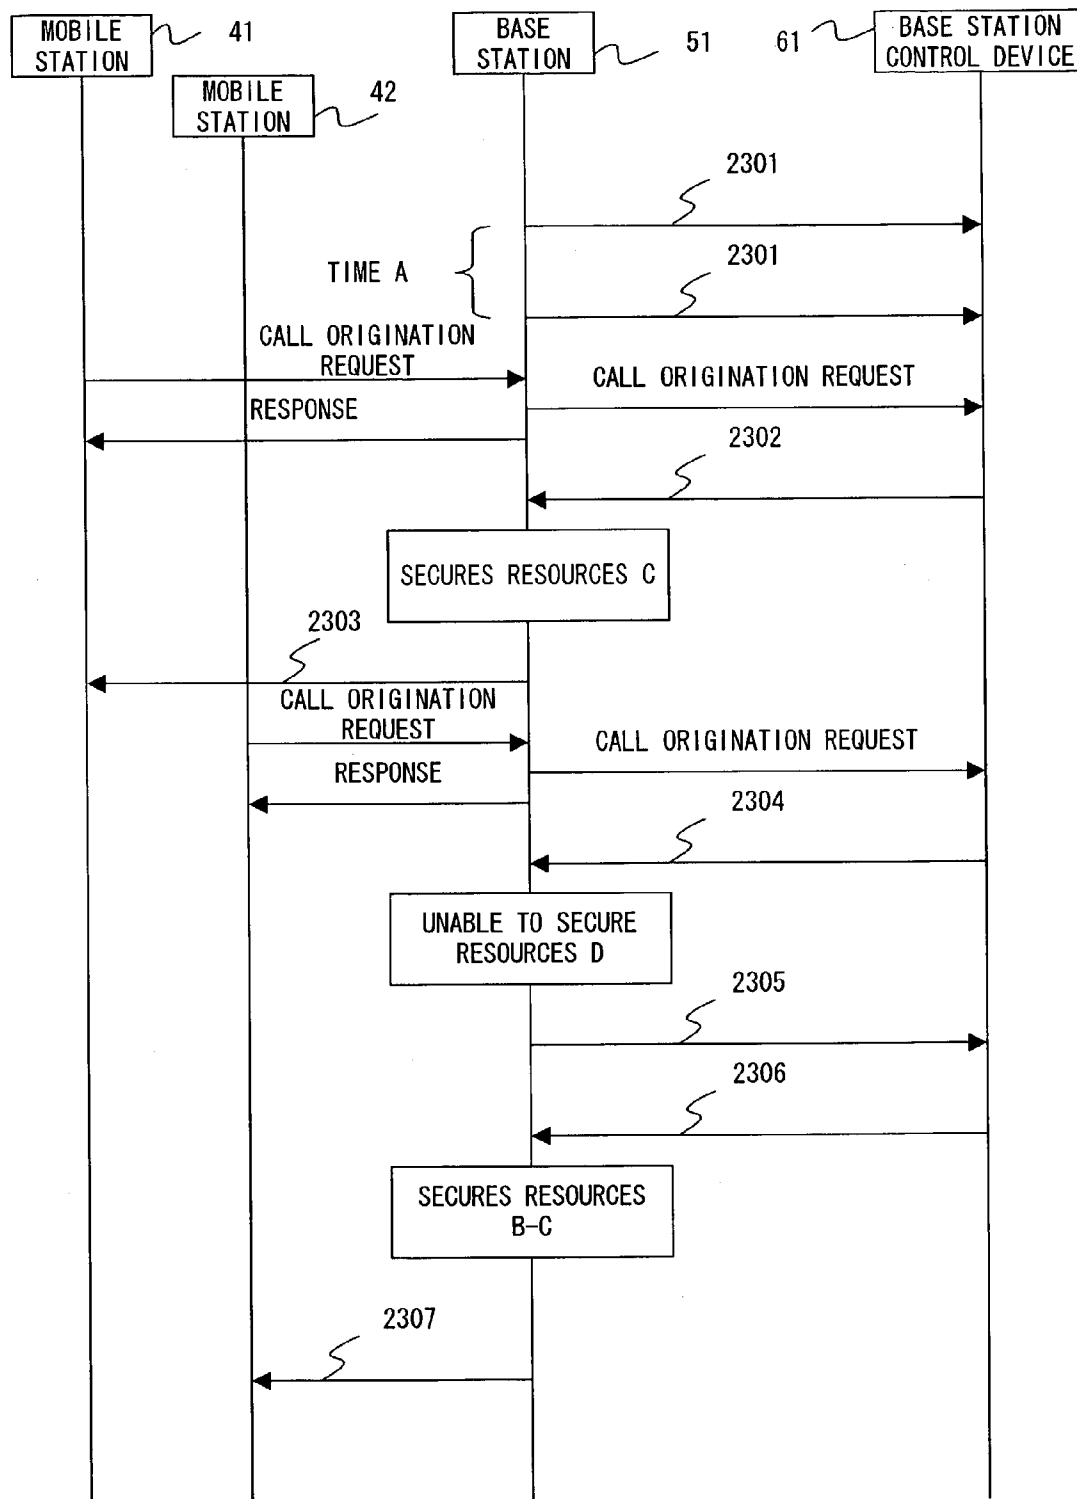 MOBILE
STATION
41
MOBILE
STATION
42
BASE
STATION
51
61
BASE STATION
CONTROL DEVICE
2301
TIME A
2301
CALL ORIGINATION
REQUEST
CALL ORIGINATION REQUEST
RESPONSE
2302
SECURES RESOURCES C
2303
CALL ORIGINATION
REQUEST
CALL ORIGINATION REQUEST
RESPONSE
2304
UNABLE TO SECURE
RESOURCES D
2305
2306
SECURES RESOURCES
B-C
2307